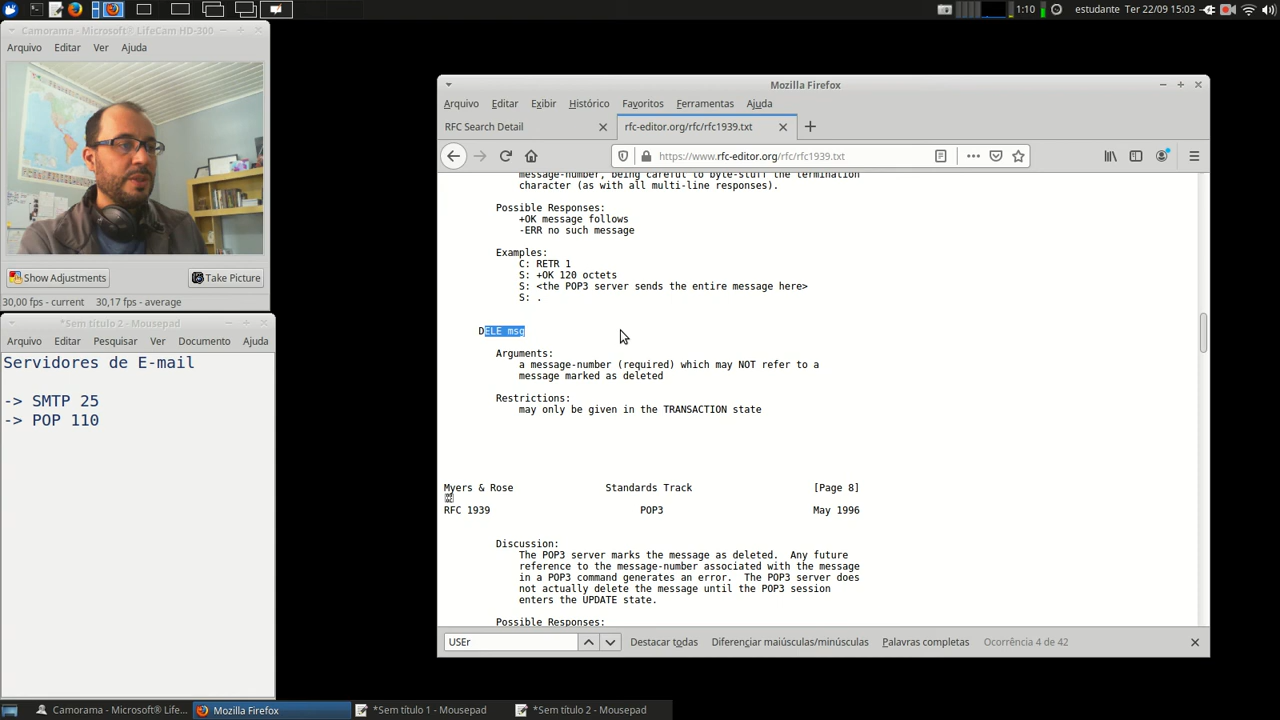 1:10
estudante
Ter 22/09 15:03
Camorama - Microsoft® LifeCam HD-300
Arquivo Editar Ver Ajuda
Show Adjustments
Take Picture
30,00 fps - current 30,17 fps - average
*Sem título 2 - Mousepad
Arquivo Editar Pesquisar Ver Documento Ajuda
Servidores de E-mail
-> SMTP 25
-> POP 110
Mozilla Firefox
Arquivo Editar Exibir Histórico Favoritos Ferramentas Ajuda
RFC Search Detail
rfc-editor.org/rfc/rfc1939.txt
https://www.rfc-editor.org/rfc/rfc1939.txt
message-number, being careful to byte-stuff the termination
character (as with all multi-line responses).
Possible Responses:
+OK message follows
-ERR no such message
Examples:
C: RETR 1
S: +OK 120 octets
S: <the POP3 server sends the entire message here>
S: .
DELE msg
Arguments:
a message-number (required) which may NOT refer to a
message marked as deleted
Restrictions:
may only be given in the TRANSACTION state
Myers & Rose Standards Track [Page 8]
RFC 1939 POP3 May 1996
Discussion:
The POP3 server marks the message as deleted. Any future
reference to the message-number associated with the message
in a POP3 command generates an error. The POP3 server does
not actually delete the message until the POP3 session
enters the UPDATE state.
Possible Responses:
USEr
Destacar todas
Diferenciar maiúsculas/minúsculas
Palavras completas
Ocorrência 4 de 42
Camorama - Microsoft® Life...
Mozilla Firefox
*Sem título 1 - Mousepad
*Sem título 2 - Mousepad